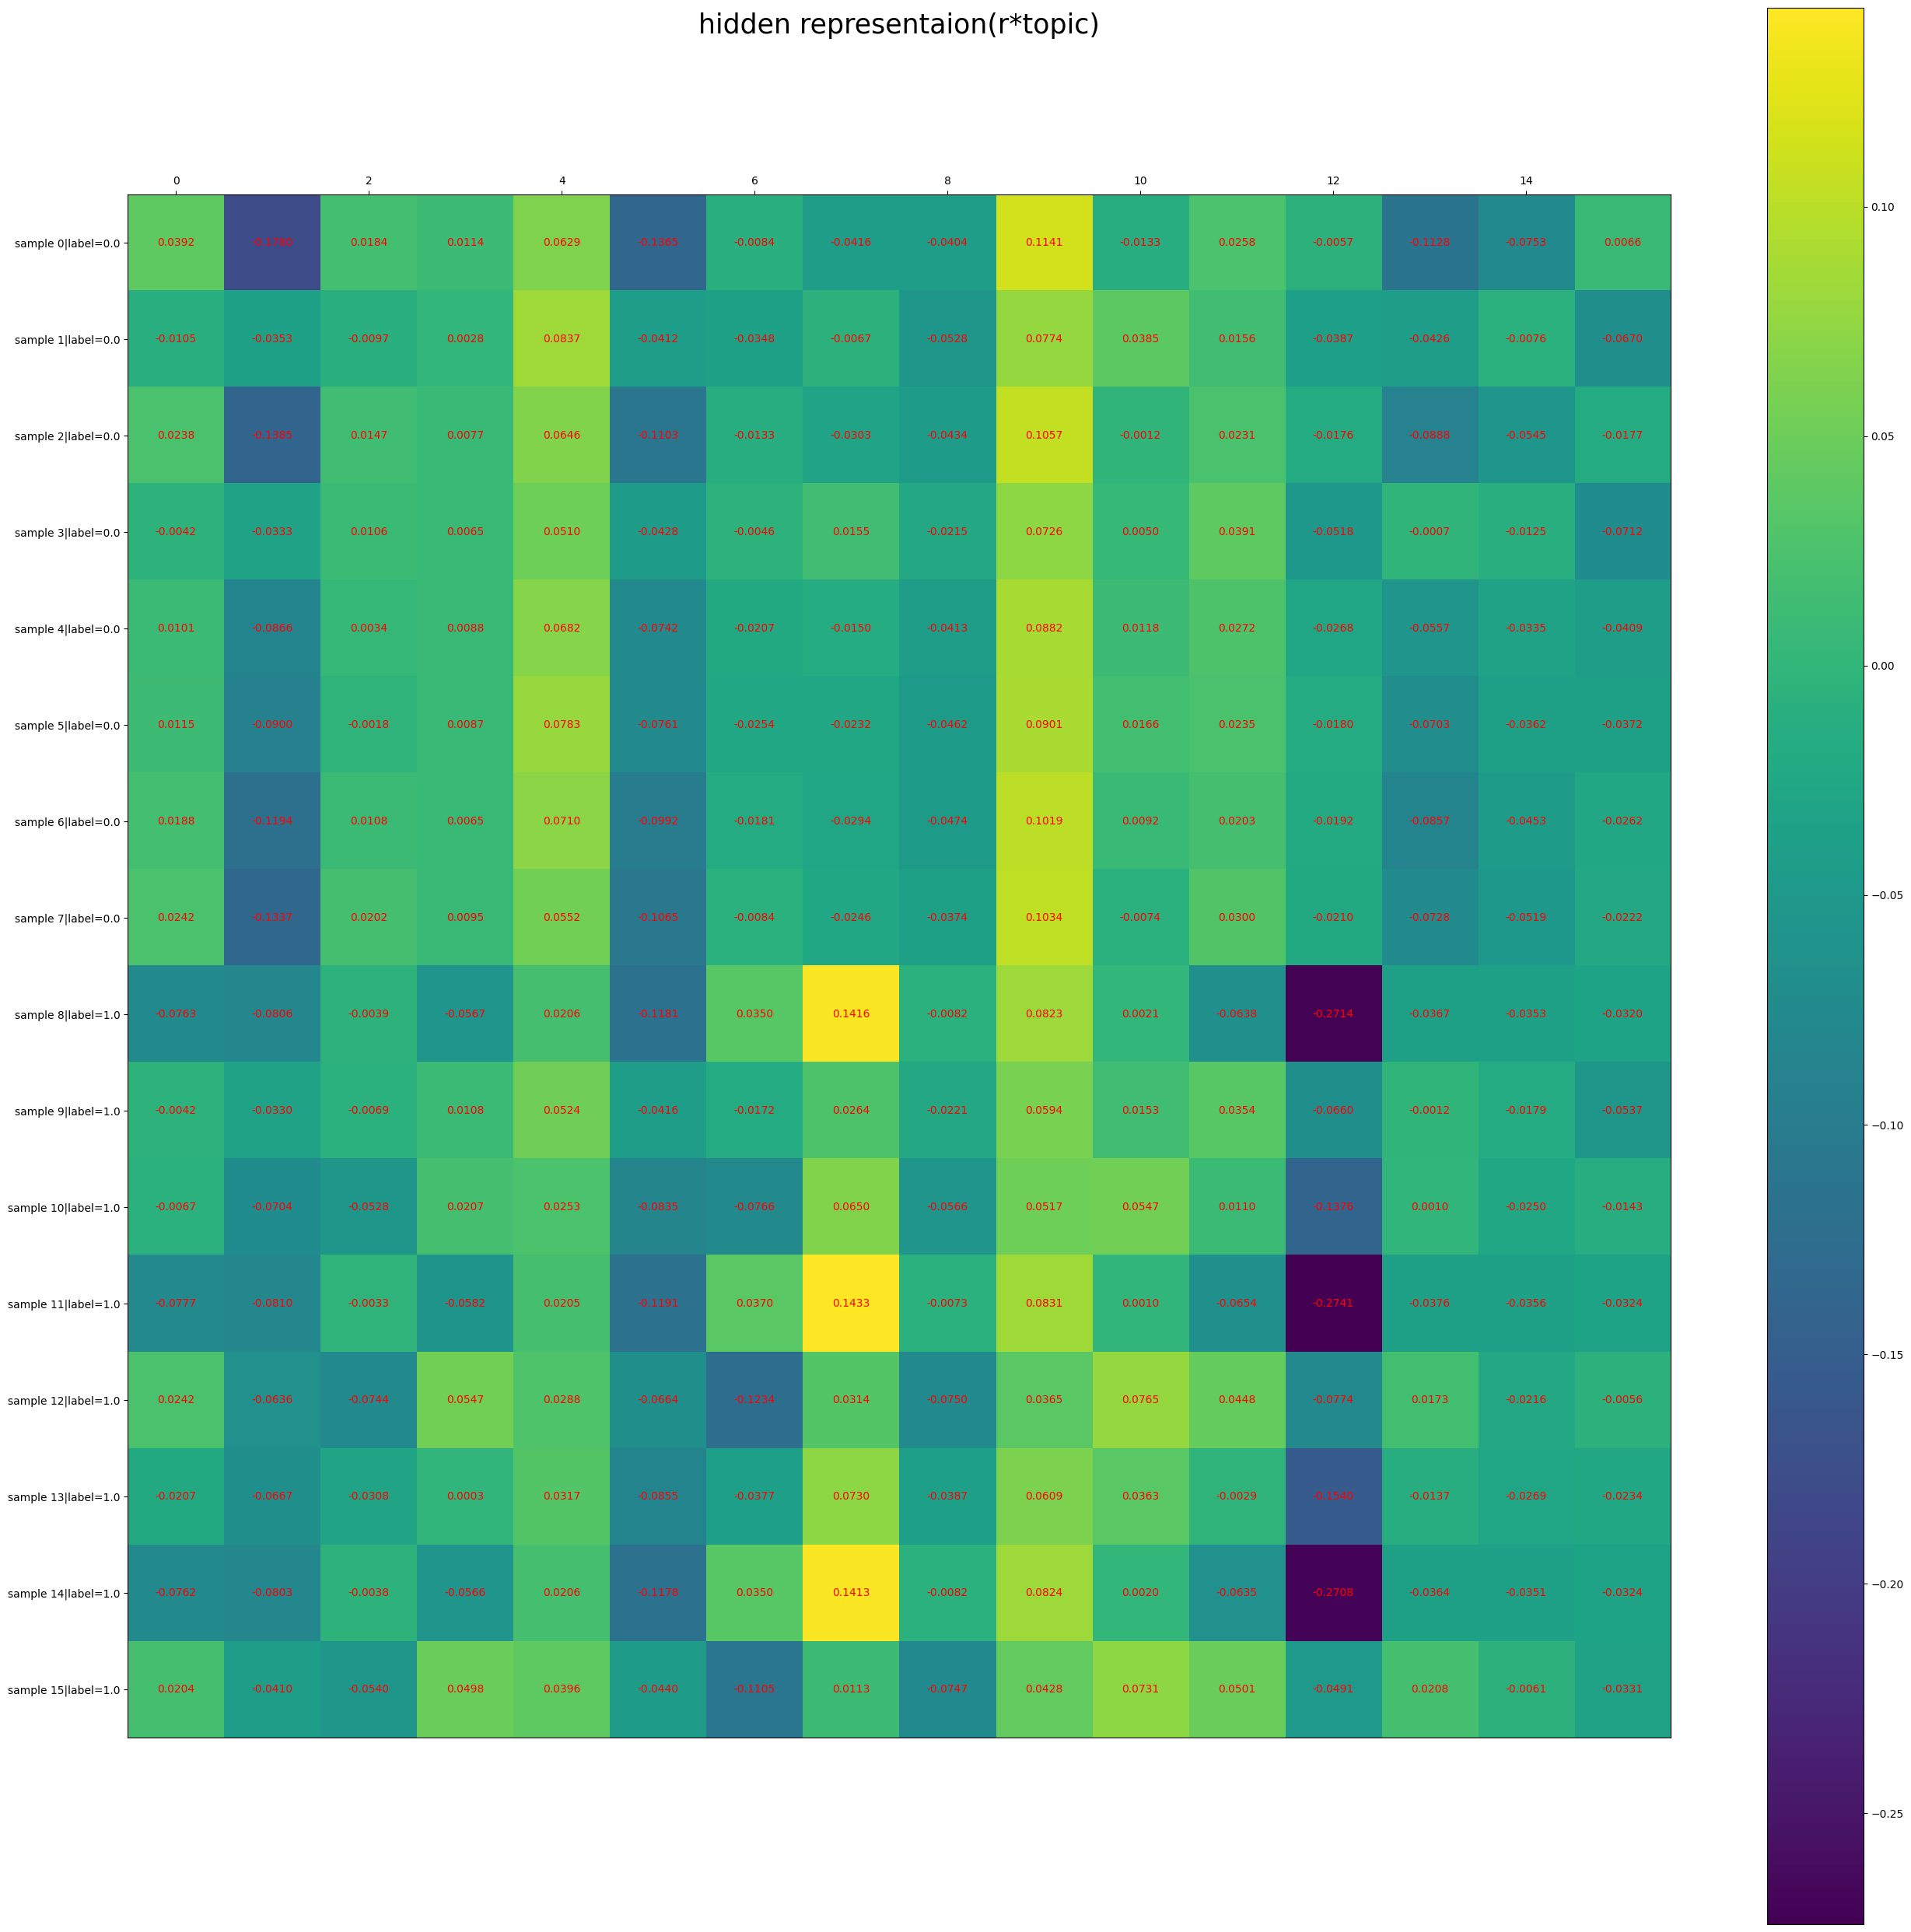 hidden representaion(r*topic)
0 2 4 6 8 10 12 14
sample 0|label=0.0 0.0392 0.0184 0.0114 0.0629 -0.1365 -0.0084 -0.0416 -0.0404 0.1141 -0.0133 0.0258 -0.0057 -0.1128 -0.0753 0.0066
sample 1|label=0.0 -0.0105 -0.0353 -0.0097 0.0028 0.0837 -0.0412 -0.0348 -0.0067 -0.0528 0.0774 0.0385 0.0156 -0.0387 -0.0426 -0.0076 -0.0670
sample 2|label=0.0 0.0238 -0.1385 0.0147 0.0077 0.0646 -0.1103 -0.0133 -0.0303 -0.0434 0.1057 -0.0012 0.0231 -0.0176 -0.0888 -0.0545 -0.0177
sample 3|label=0.0 -0.0042 -0.0333 0.0106 0.0065 0.0510 -0.0428 -0.0046 0.0155 -0.0215 0.0726 0.0050 0.0391 -0.0518 -0.0007 -0.0125 -0.0712
sample 4|label=0.0 0.0101 -0.0866 0.0034 0.0088 0.0682 -0.0742 -0.0207 -0.0150 -0.0413 0.0882 0.0118 0.0272 -0.0268 -0.0557 -0.0335 -0.0409
sample 5|label=0.0 0.0115 -0.0900 -0.0018 0.0087 0.0783 -0.0761 -0.0254 -0.0232 -0.0462 0.0901 0.0166 0.0235 -0.0180 -0.0703 -0.0362 -0.0372
sample 6|label=0.0 0.0188 -0.1194 0.0108 0.0065 0.0710 -0.0992 -0.0181 -0.0294 -0.0474 0.1019 0.0092 0.0203 -0.0192 -0.0857 -0.0453 -0.0262
sample 7|label=0.0 0.0242 -0.1337 0.0202 0.0095 0.0552 -0.1065 -0.0084 -0.0246 -0.0374 0.1034 -0.0074 0.0300 -0.0210 -0.0728 -0.0519 -0.0222
sample 8|label=1.0 -0.0763 -0.0806 -0.0039 -0.0567 0.0206 -0.1181 0.0350 0.1416 -0.0082 0.0823 0.0021 -0.0638 -0.2714 -0.0367 -0.0353 -0.0320
sample 9|label=1.0 -0.0042 -0.0330 -0.0069 0.0108 0.0524 -0.0416 -0.0172 0.0264 -0.0221 0.0594 0.0153 0.0354 -0.0660 -0.0012 -0.0179 -0.0537
sample 10|label=1.0 -0.0067 -0.0704 -0.0528 0.0207 0.0253 -0.0835 -0.0766 0.0650 -0.0566 0.0517 0.0547 0.0110 -0.1376 0.0010 -0.0250 -0.0143
sample 11|label=1.0 -0.0777 -0.0810 -0.0033 -0.0582 0.0205 -0.1191 0.0370 0.1433 -0.0073 0.0831 0.0010 -0.0654 -0.2741 -0.0376 -0.0356 -0.0324
sample 12|label=1.0 0.0242 -0.0636 -0.0744 0.0547 0.0288 -0.0664 -0.1234 0.0314 -0.0750 0.0365 0.0765 0.0448 -0.0774 0.0173 -0.0216 -0.0056
sample 13|label=1.0 -0.0207 -0.0667 -0.0308 0.0003 0.0317 -0.0855 -0.0377 0.0730 -0.0387 0.0609 0.0363 -0.0029 -0.1540 -0.0137 -0.0269 -0.0234
sample 14|label=1.0 -0.0762 -0.0803 -0.0038 -0.0566 0.0206 -0.1178 0.0350 0.1413 -0.0082 0.0824 0.0020 -0.0635 -0.2708 -0.0364 -0.0351 -0.0324
sample 15|label=1.0 0.0204 -0.0410 -0.0540 0.0498 0.0396 -0.0440 -0.1105 0.0113 -0.0747 0.0428 0.0731 0.0501 -0.0491 0.0208 -0.0061 -0.0331
0.10
0.05
0.00
−0.05
−0.10
−0.15
−0.20
−0.25